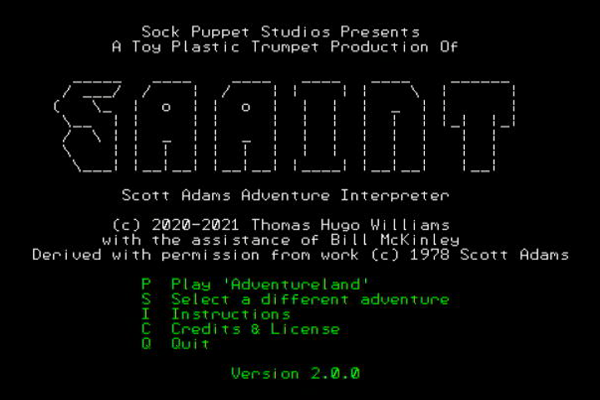 Sock Puppet Studios Presents
A Toy Plastic Trumpet Production Of
SAAINT
Scott Adams Adventure Interpreter
(c) 2020-2021 Thomas Hugo Williams
with the assistance of Bill McKinley
Derived with permission from work (c) 1978 Scott Adams
P Play 'Adventureland'
S Select a different adventure
I Instructions
C Credits & License
Q Quit
Version 2.0.0